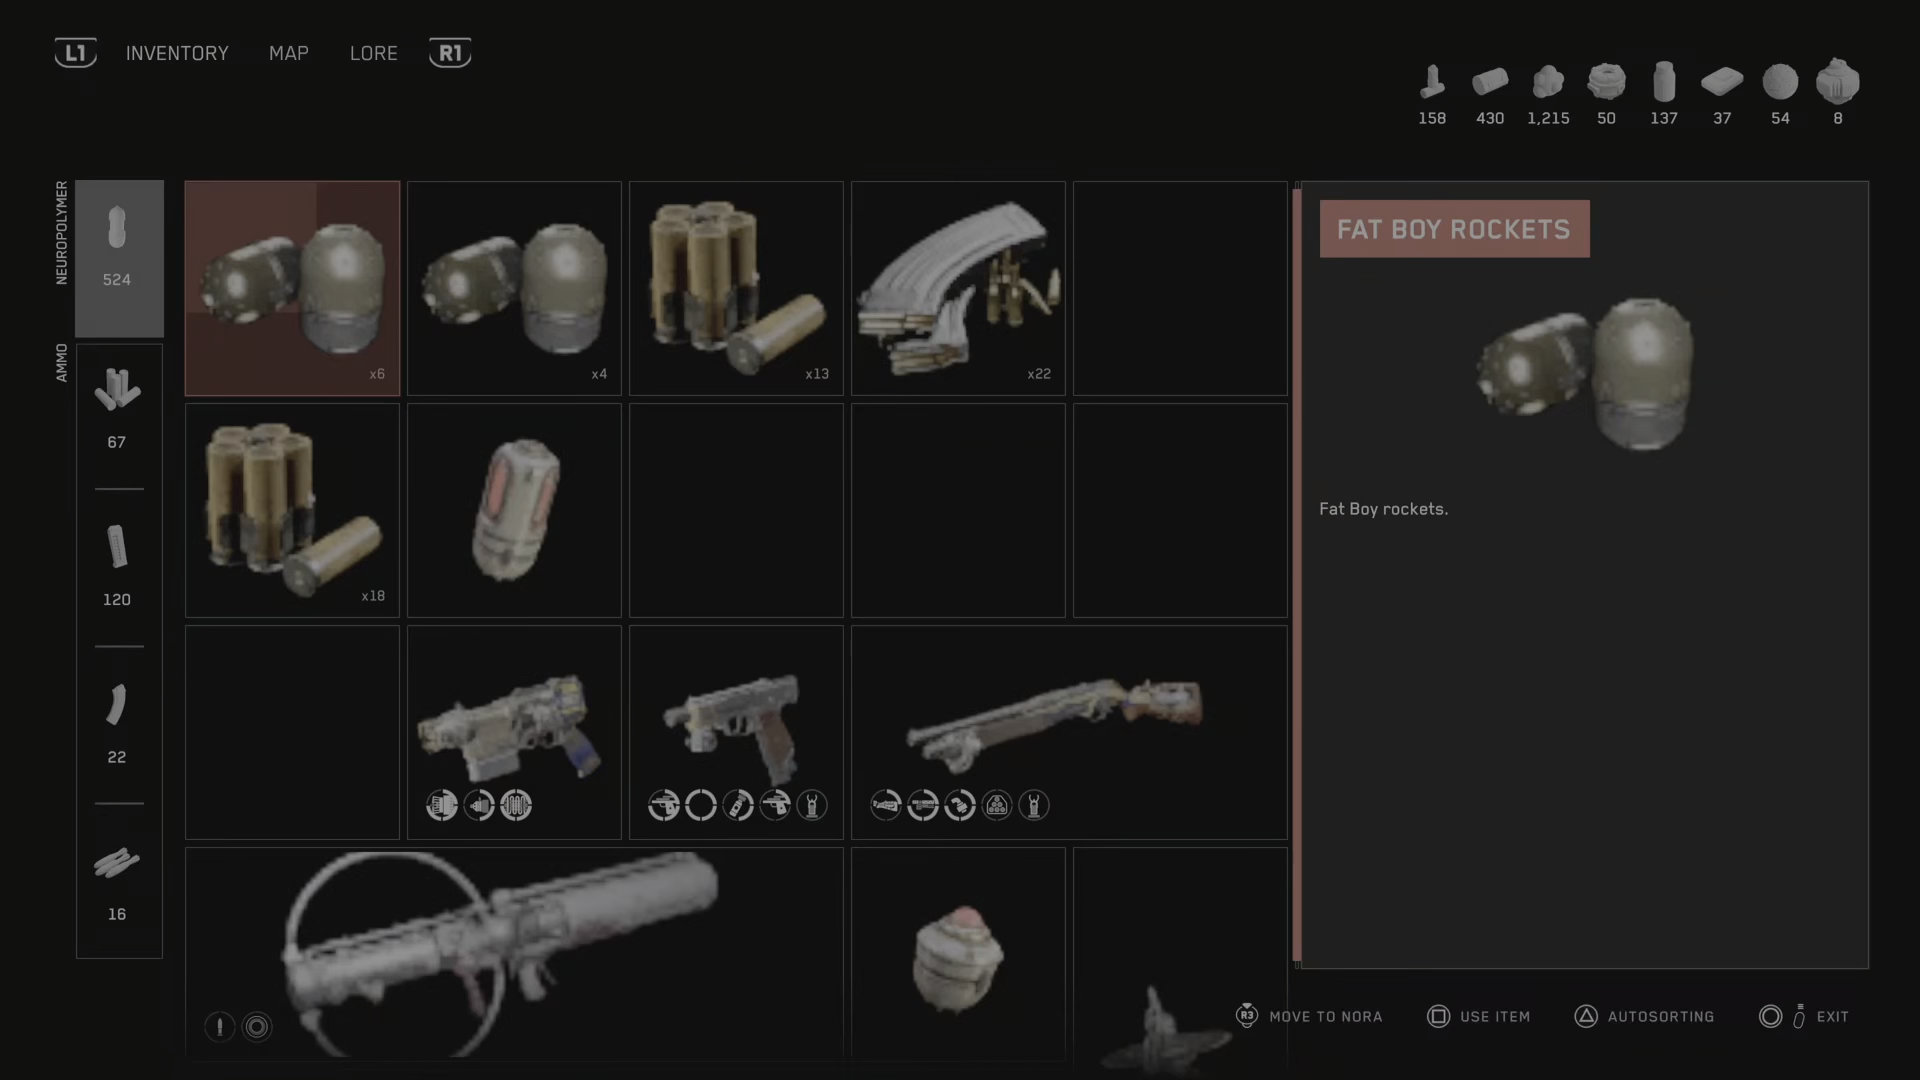 L1 INVENTORY MAP LORE R1
158 430 1,215 50 137 37 54 8
NEUROPOLYMER
524
AMMO
67
120
22
16
x6
x4
x13
x22
x18
FAT BOY ROCKETS
Fat Boy rockets.
R3 MOVE TO NORA USE ITEM AUTOSORTING EXIT